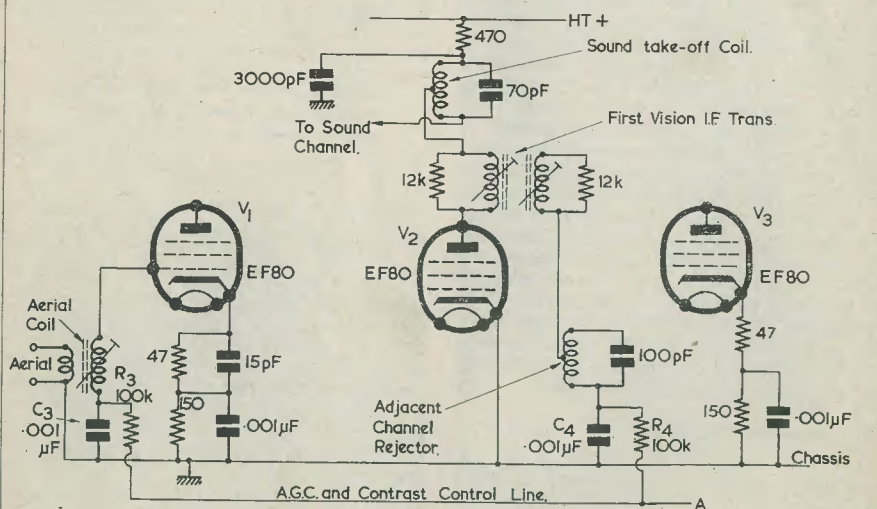 HT+
470
Sound take-off Coil.
3000pF
70pF
To Sound
Channel.
First Vision I.F Trans.
12k
12k
V1
EF80
V2
EF80
V3
EF80
Aerial
Coil
Aerial
R3
100k
C3
·001
μF
47
15pF
150
·001μF
Adjacent
Channel
Rejector.
100pF
C4
·001μF
R4
100k
47
150
·001μF
Chassis
A.G.C. and Contrast Control Line.
A